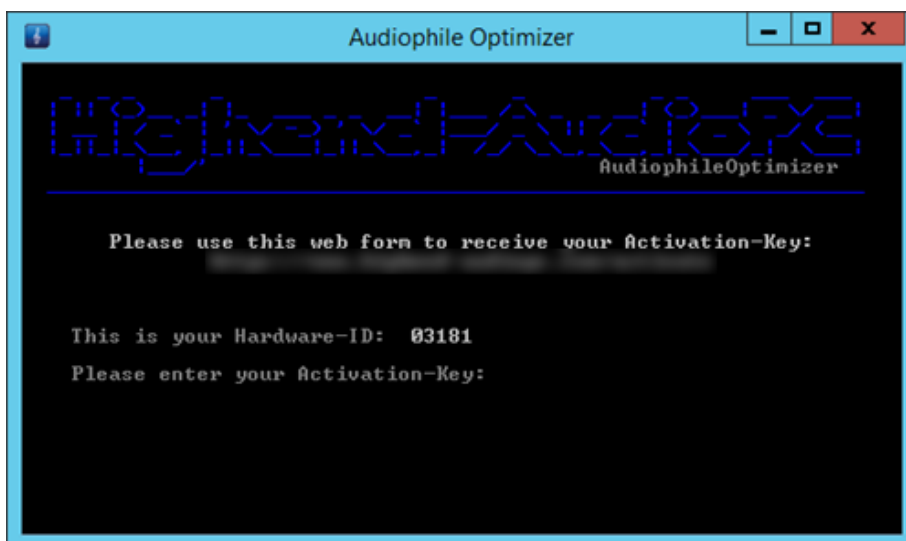 Audiophile Optimizer
Highend-AudioPC
AudiophileOptimizer
Please use this web form to receive your Activation-Key:
This is your Hardware-ID: 03181
Please enter your Activation-Key: